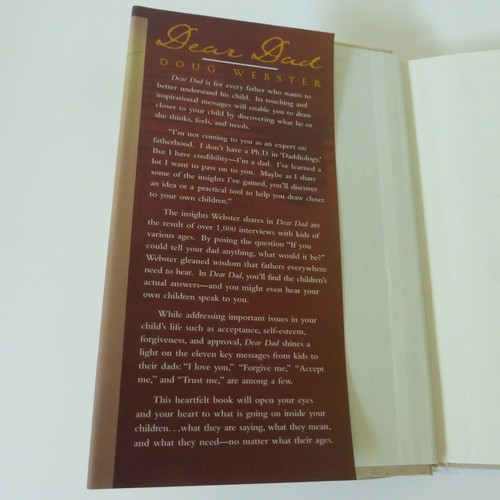 Dear Dad
DOUG WEBSTER
Dear Dad is for every father who wants to
better understand his child. Its touching and
inspirational messages will enable you to draw
closer to your child by discovering what he or
she thinks, feels, and needs.
"I'm not coming to you as an expert on
fatherhood. I don't have a Ph.D. in 'Daddiology.'
But I have credibility—I'm a dad. I've learned a
lot I want to pass on to you. Maybe as I share
some of the insights I've gained, you'll discover
an idea or a practical tool to help you draw closer
to your own children."
The insights Webster shares in Dear Dad are
the result of over 1,000 interviews with kids of
various ages. By posing the question "If you
could tell your dad anything, what would it be?"
Webster gleaned wisdom that fathers everywhere
need to hear. In Dear Dad, you'll find the children's
actual answers—and you might even hear your
own children speak to you.
While addressing important issues in your
child's life such as acceptance, self-esteem,
forgiveness, and approval, Dear Dad shines a
light on the eleven key messages from kids to
their dads: "I love you," "Forgive me," "Accept
me," and "Trust me," are among a few.
This heartfelt book will open your eyes
and your heart to what is going on inside your
children. . .what they are saying, what they mean,
and what they need—no matter what their ages.